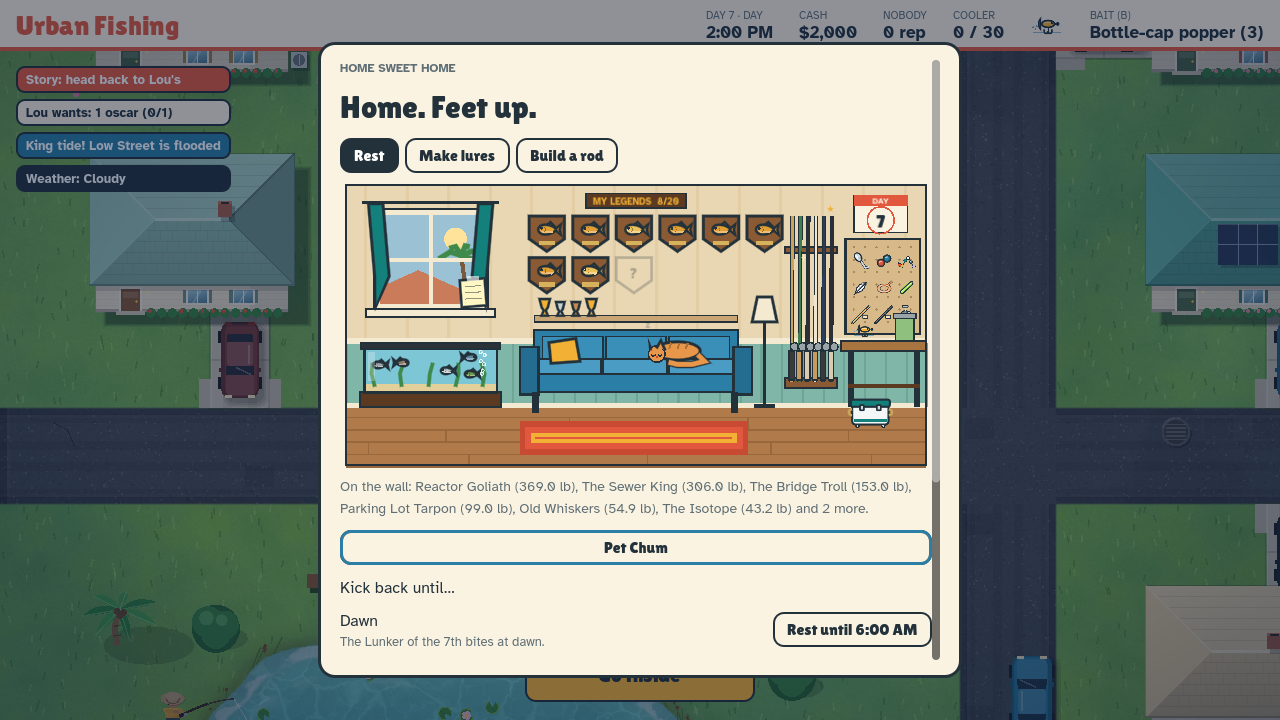 Urban Fishing
DAY 7 · DAY
2:00 PM
CASH
$2,000
NOBODY
0 rep
COOLER
0 / 30
BAIT (B)
Bottle-cap popper (3)
Story: head back to Lou's
Lou wants: 1 oscar (0/1)
King tide! Low Street is flooded
Weather: Cloudy
HOME SWEET HOME
Home. Feet up.
Rest
Make lures
Build a rod
MY LEGENDS 8/20
?
DAY
7
On the wall: Reactor Goliath (369.0 lb), The Sewer King (306.0 lb), The Bridge Troll (153.0 lb),
Parking Lot Tarpon (99.0 lb), Old Whiskers (54.9 lb), The Isotope (43.2 lb) and 2 more.
Pet Chum
Kick back until...
Dawn
The Lunker of the 7th bites at dawn.
Rest until 6:00 AM
Go inside